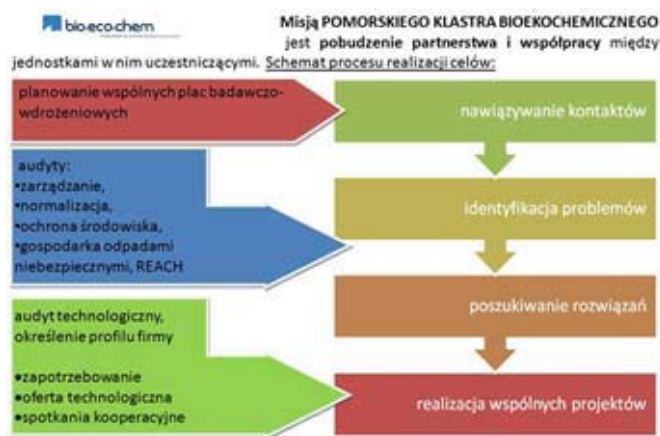 bio-eco-chem
Misją POMORSKIEGO KLASTRA BIOEKOCHEMICZNEGO
jest pobudzenie partnerstwa i współpracy między
jednostkami w nim uczestniczącymi. Schemat procesu realizacji celów:
planowanie wspólnych plac badawczo-
wdrożeniowych
nawiązywanie kontaktów
audyty:
•zarządzanie,
•normalizacja,
•ochrona środowiska,
•gospodarka odpadami
niebezpiecznymi, REACH
identyfikacja problemów
poszukiwanie rozwiązań
audyt technologiczny,
określenie profilu firmy
•zapotrzebowanie
•oferta technologiczna
•spotkania kooperacyjne
realizacja wspólnych projektów